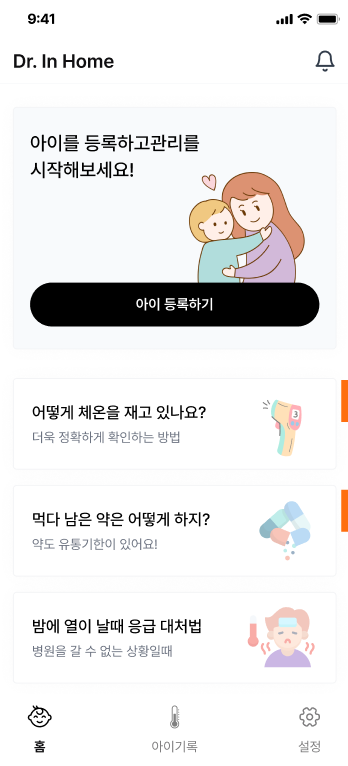 9:41
Dr. In Home
아이를 등록하고관리를
시작해보세요!
아이 등록하기
어떻게 체온을 재고 있나요?
더욱 정확하게 확인하는 방법
3
먹다 남은 약은 어떻게 하지?
약도 유통기한이 있어요!
밤에 열이 날때 응급 대처법
병원을 갈 수 없는 상황일때
홈
아이기록
설정